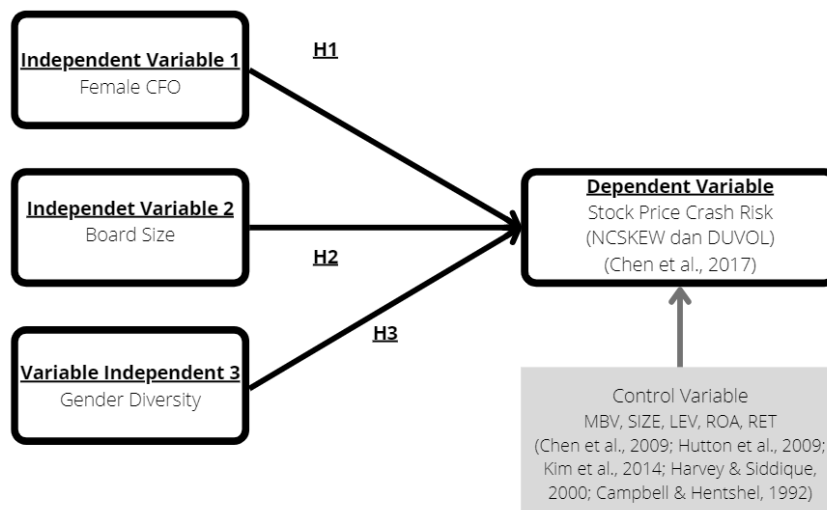 Independent Variable 1
Female CFO
H1
Independet Variable 2
Board Size
H2
Variable Independent 3
Gender Diversity
H3
Dependent Variable
Stock Price Crash Risk
(NCSKEW dan DUVOL)
(Chen et al., 2017)
Control Variable
MBV, SIZE, LEV, ROA, RET
(Chen et al., 2009; Hutton et al., 2009;
Kim et al., 2014; Harvey & Siddique,
2000; Campbell & Hentshel, 1992)